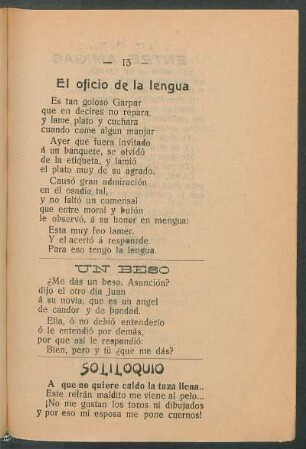 — 13 —
El oficio de la lengua
Es tan goloso Garpar
que en decires no repara,
y lame plato y cuchara
cuando come algun manjar
Ayer que fuera invitado
á un banquete, se olvidó
de la etiqueta, y lamió
el plato muy de su agrado.
Causó gran admiración
en él osadía tal,
y no faltó un comensal
que entre moral y bufón
le observó, á su honor en mengua:
Esta muy feo lamer.
Y el acertó á responrde.
Para eso tengo la lengua.
UN BESO
¿Me dás un beso, Asanción?
dijo el otro día Juan
á su novia, que es un angel
de candor y de bondad.
Ella, ó no debió entenderlo
ó le entendió por demás,
por que así le respondió:
Bien, pero y tú ¿que me dás?
SOLILOQUIO
A que no quiere caldo la taza llena..
Este refrán maldito me viene al pelo...
¡No me gustan los toros ni dibujados
y por eso mi esposa me pone cuernos!